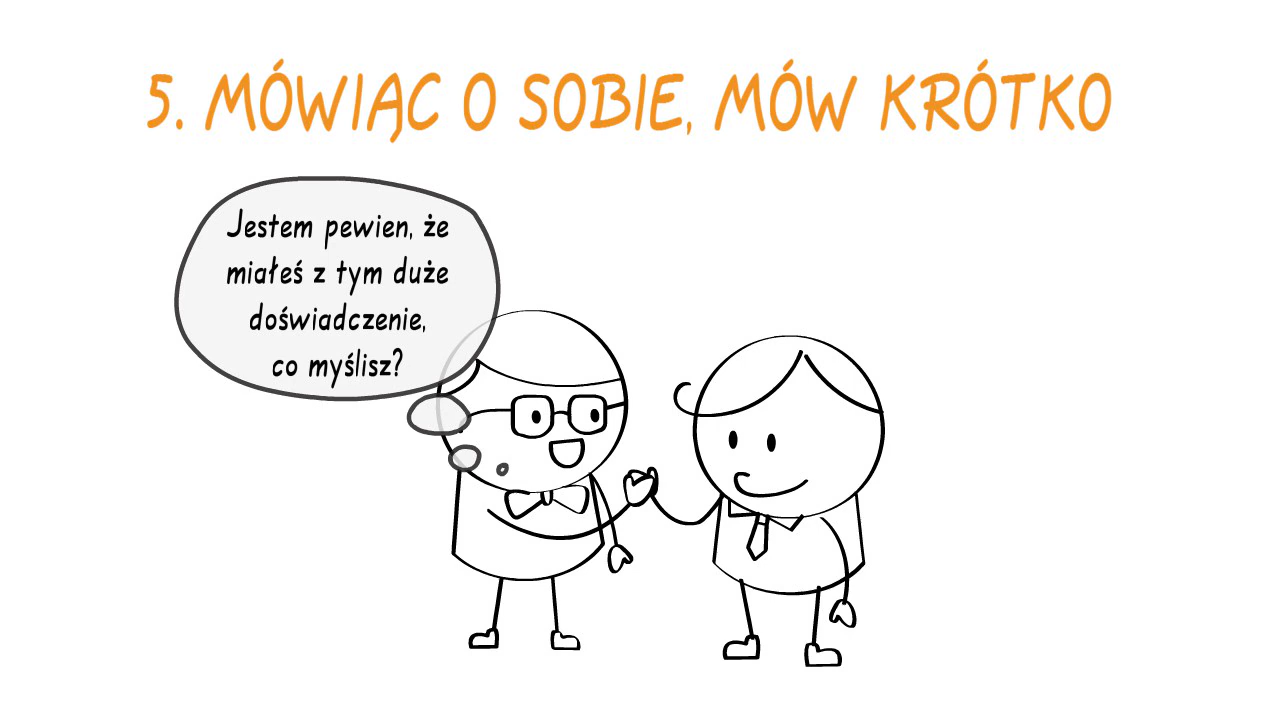 5. MÓWIĄC O SOBIE, MÓW KRÓTKO
Jestem pewien, że
miałeś z tym duże
doświadczenie,
co myślisz?